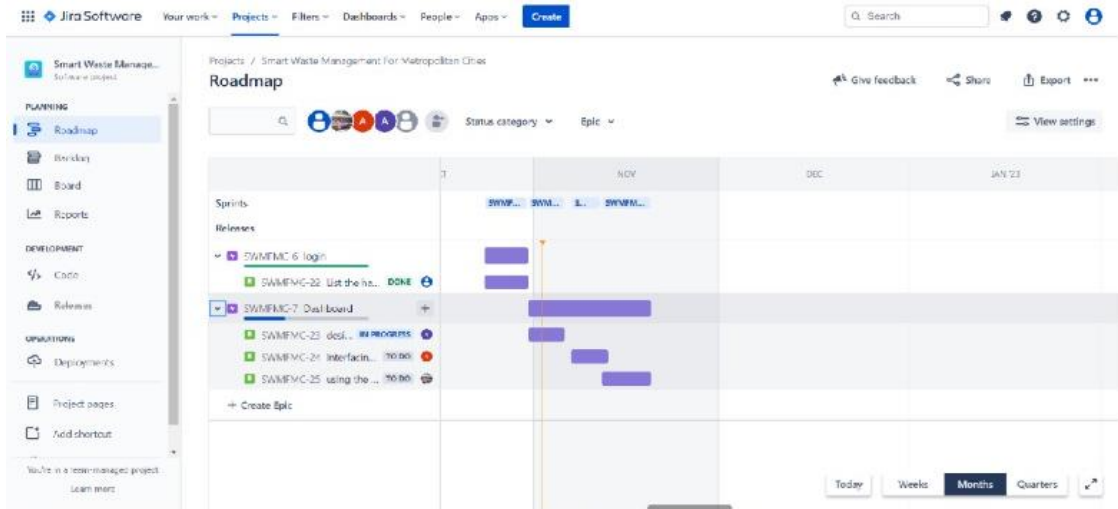 Jira Software Your work Projects Filters Dashboards People Apps Create Search
Smart Waste Manage...
Software project
Projects / Smart Waste Management For Metropolitan Cities
Roadmap
Give feedback Share Export
PLANNING
Roadmap
Backlog
Board
Reports
DEVELOPMENT
Code
Releases
OPERATIONS
Deployments
Project pages
Add shortcut
You're in a team-managed project
Learn more
A A Status category Epic View settings
NOV DEC JAN '23
Sprints SWMF... SWM... S... SWMFM...
Releases
SWMFMC-6 login
SWMFMC-22 List the ha... DONE
SWMFMC-7 Dashboard
SWMFMC-23 desi... IN PROGRESS A
SWMFMC-24 interfacin... TO DO A
SWMFMC-25 using the ... TO DO
+ Create Epic
Today Weeks Months Quarters